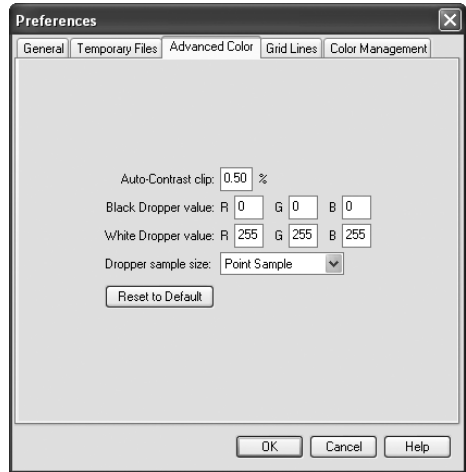 Preferences
General Temporary Files Advanced Color Grid Lines Color Management
Auto-Contrast clip: 0.50 %
Black Dropper value: R 0 G 0 B 0
White Dropper value: R 255 G 255 B 255
Dropper sample size: Point Sample
Reset to Default
OK Cancel Help